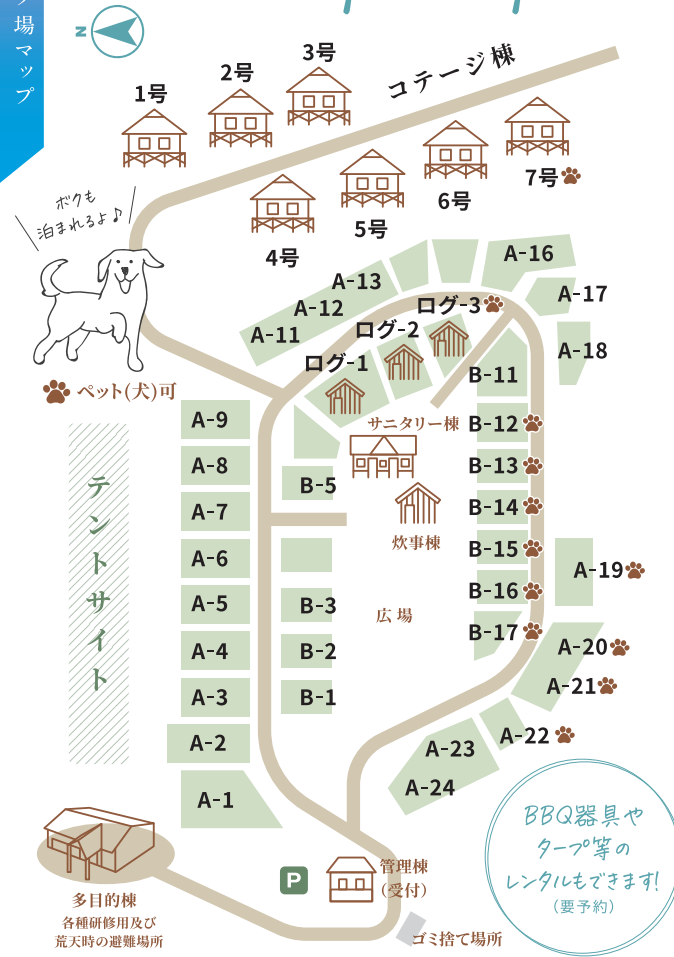 場マップ
N
コテージ棟
1号
2号
3号
4号
5号
6号
7号
ボクも
泊まれるよ♪
ペット(犬)可
テントサイト
A-13
A-12
A-11
A-16
A-17
A-18
ログ-3
ログ-2
ログ-1
B-11
サニタリー棟
B-12
B-13
B-14
B-15
B-16
B-17
炊事棟
広場
A-9
A-8
A-7
A-6
A-5
A-4
A-3
A-2
A-1
B-5
B-3
B-2
B-1
A-19
A-20
A-21
A-22
A-23
A-24
BBQ器具や
タープ等の
レンタルもできます!
(要予約)
多目的棟
各種研修用及び
荒天時の避難場所
P
管理棟
(受付)
ゴミ捨て場所